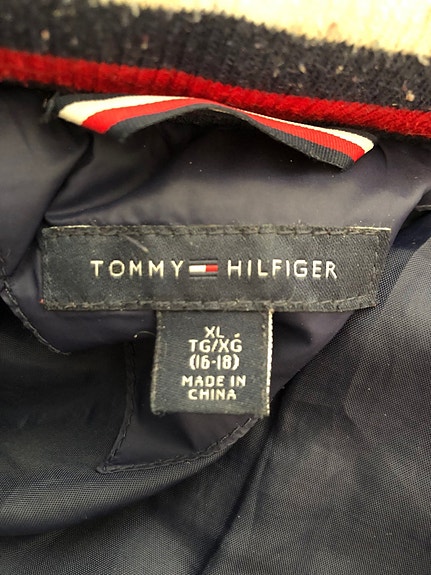 TOMMY HILFIGER
XL
TG/XG
(16-18)
MADE IN
CHINA